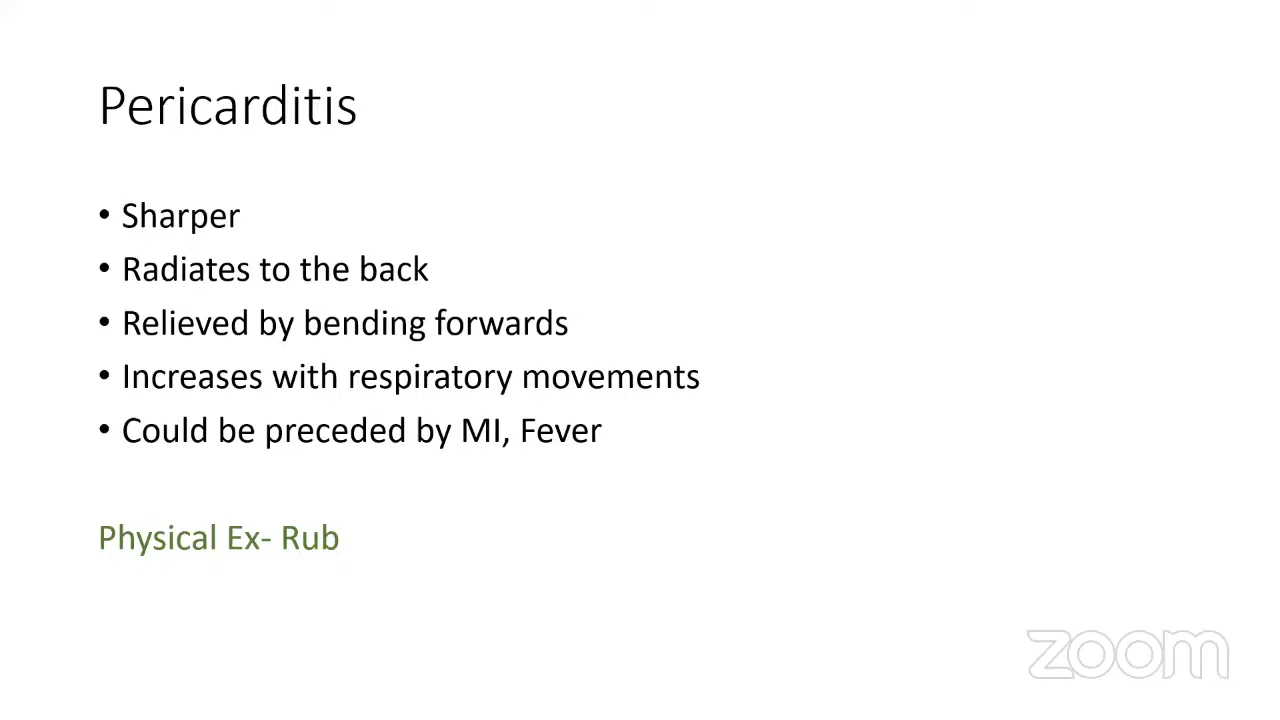 Pericarditis
• Sharper
• Radiates to the back
• Relieved by bending forwards
• Increases with respiratory movements
• Could be preceded by MI, Fever
Physical Ex- Rub
zoom